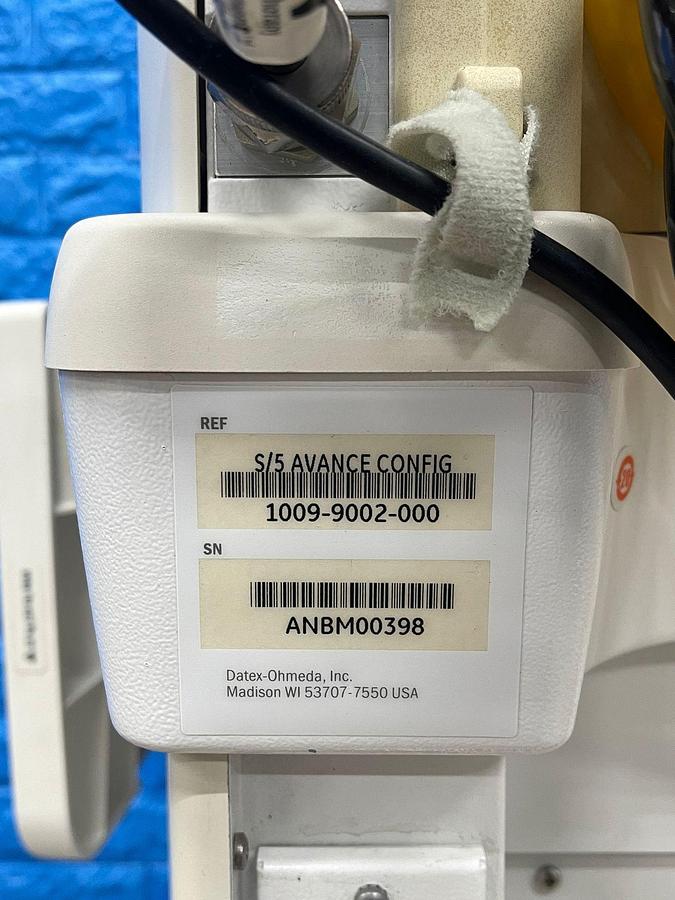 REF
S/5 AVANCE CONFIG
1009-9002-000
SN
ANBM00398
Datex-Ohmeda, Inc.
Madison WI 53707-7550 USA